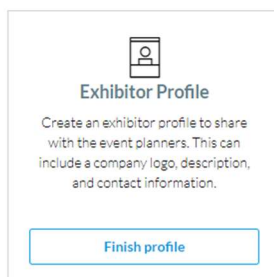 Exhibitor Profile
Create an exhibitor profile to share
with the event planners. This can
include a company logo, description,
and contact information.
Finish profile